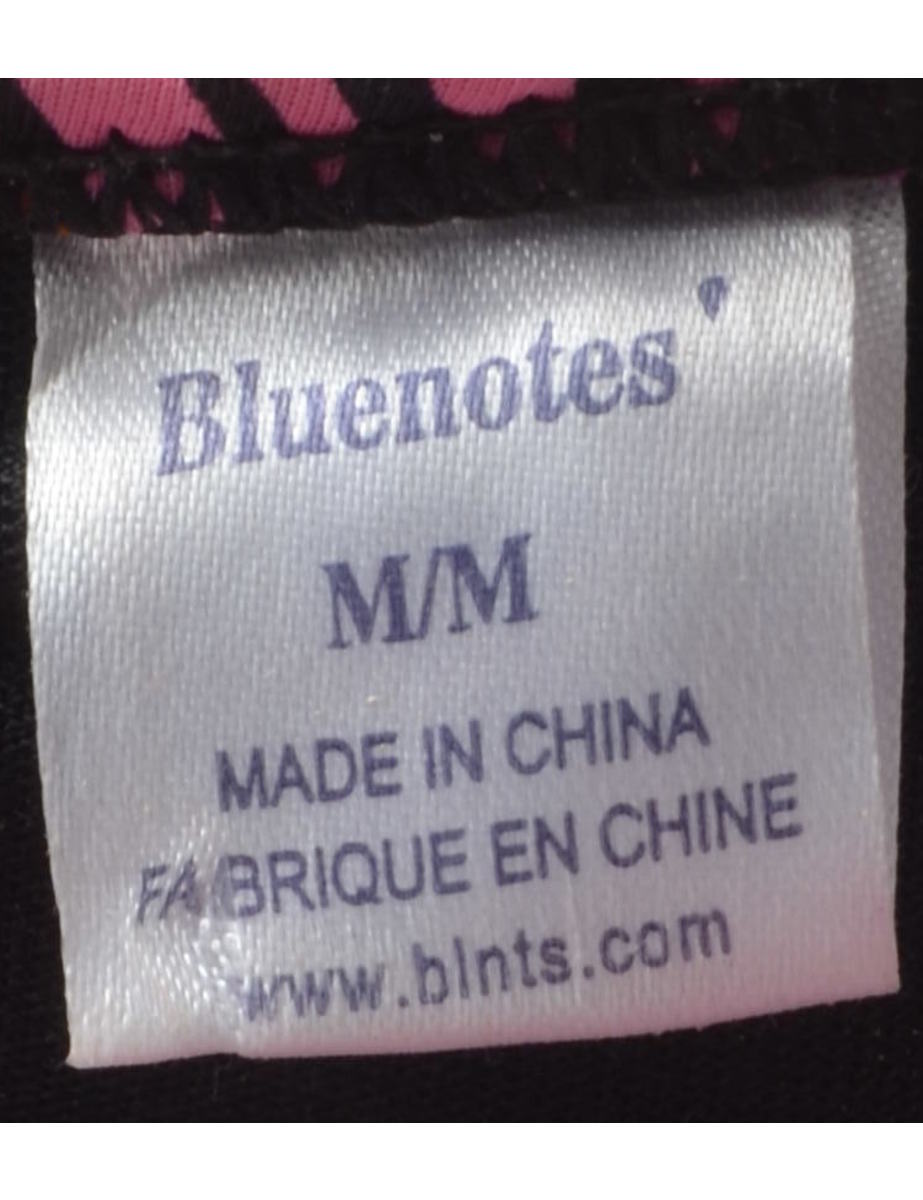 Bluenotes'
M/M
MADE IN CHINA
FABRIQUE EN CHINE
www.blnts.com